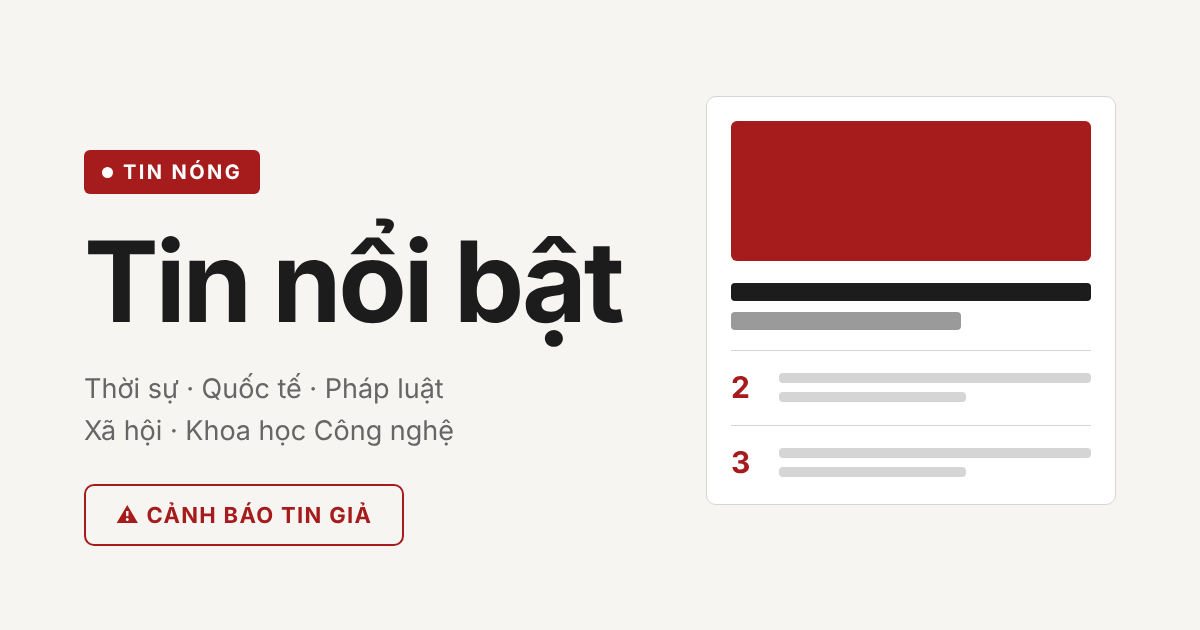 TIN NÓNG
Tin nổi bật
Thời sự · Quốc tế · Pháp luật
Xã hội · Khoa học Công nghệ
⚠ CẢNH BÁO TIN GIẢ
2
3